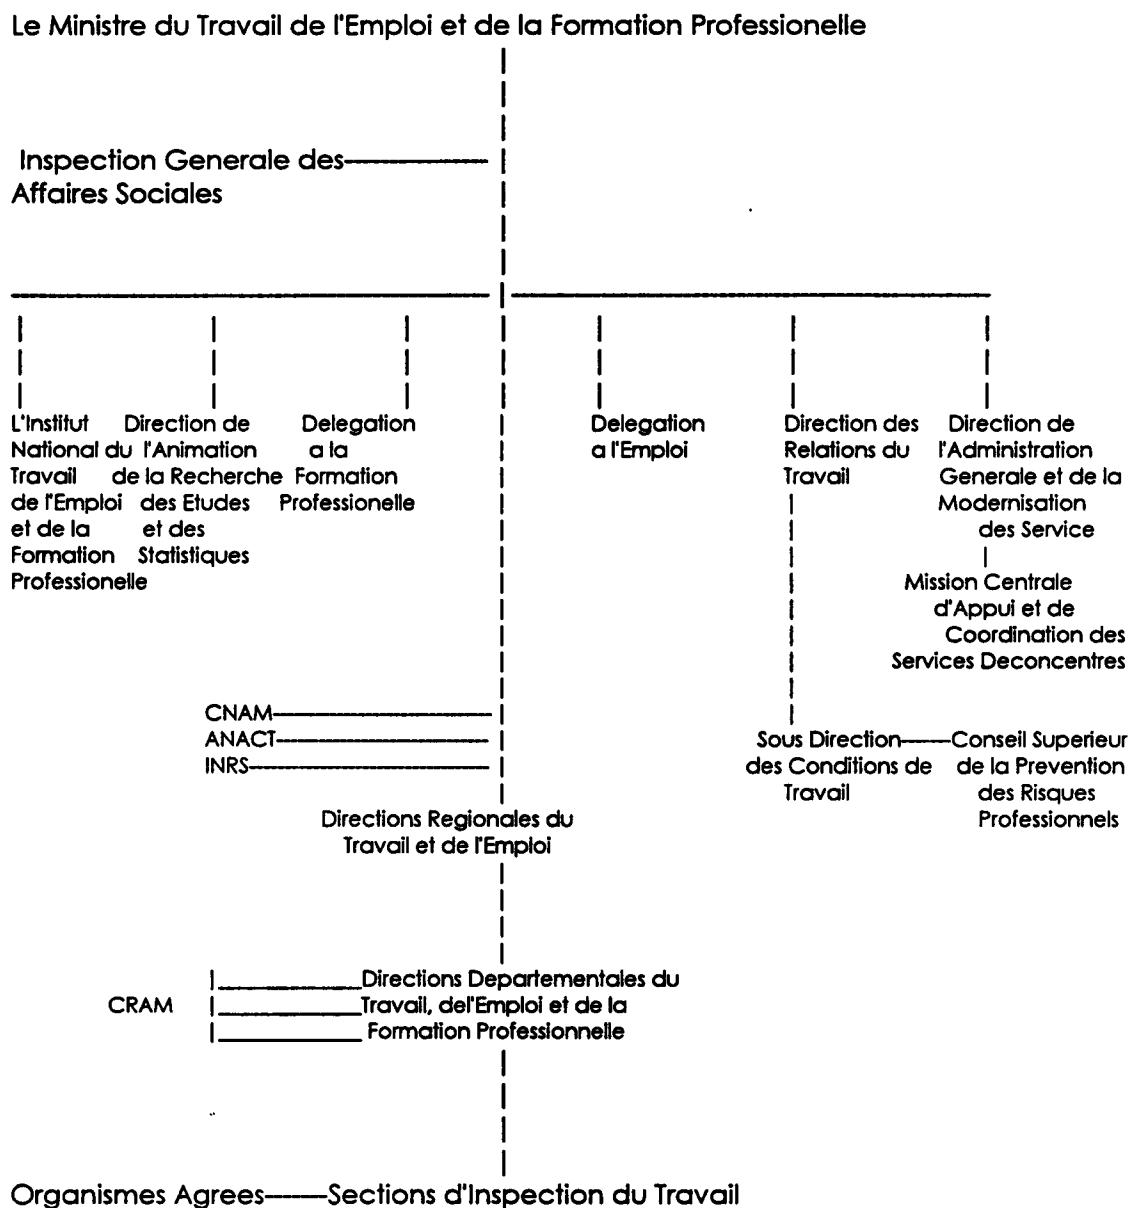 Le Ministre du Travail de l'Emploi et de la Formation Professionelle
Inspection Generale des
Affaires Sociales
L'Institut
National du
Travail
de l'Emploi
et de la
Formation
Professionelle
Direction de
l'Animation
de la Recherche
des Etudes
et des
Statistiques
Delegation
a la
Formation
Professionelle
Delegation
a l'Emploi
Direction des
Relations du
Travail
Direction de
l'Administration
Generale et de la
Modernisation
des Service
Mission Centrale
d'Appui et de
Coordination des
Services Deconcentres
CNAM
ANACT
INRS
Sous Direction
des Conditions de
Travail
Conseil Superieur
de la Prevention
des Risques
Professionnels
Directions Regionales du
Travail et de l'Emploi
CRAM
Directions Departementales du
Travail, del'Emploi et de la
Formation Professionnelle
Organismes Agrees
Sections d'Inspection du Travail